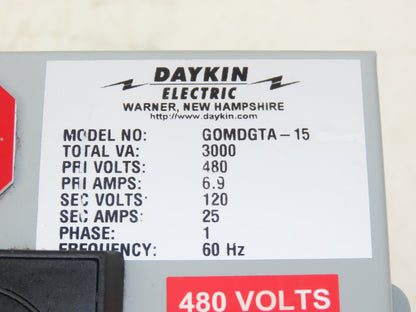 DAYKIN
ELECTRIC
WARNER, NEW HAMPSHIRE
http://www.daykin.com
MODEL NO: GOMDGTA-15
TOTAL VA: 3000
PRI VOLTS: 480
PRI AMPS: 6.9
SEC VOLTS: 120
SEC AMPS: 25
PHASE: 1
FREQUENCY: 60 Hz
480 VOLTS